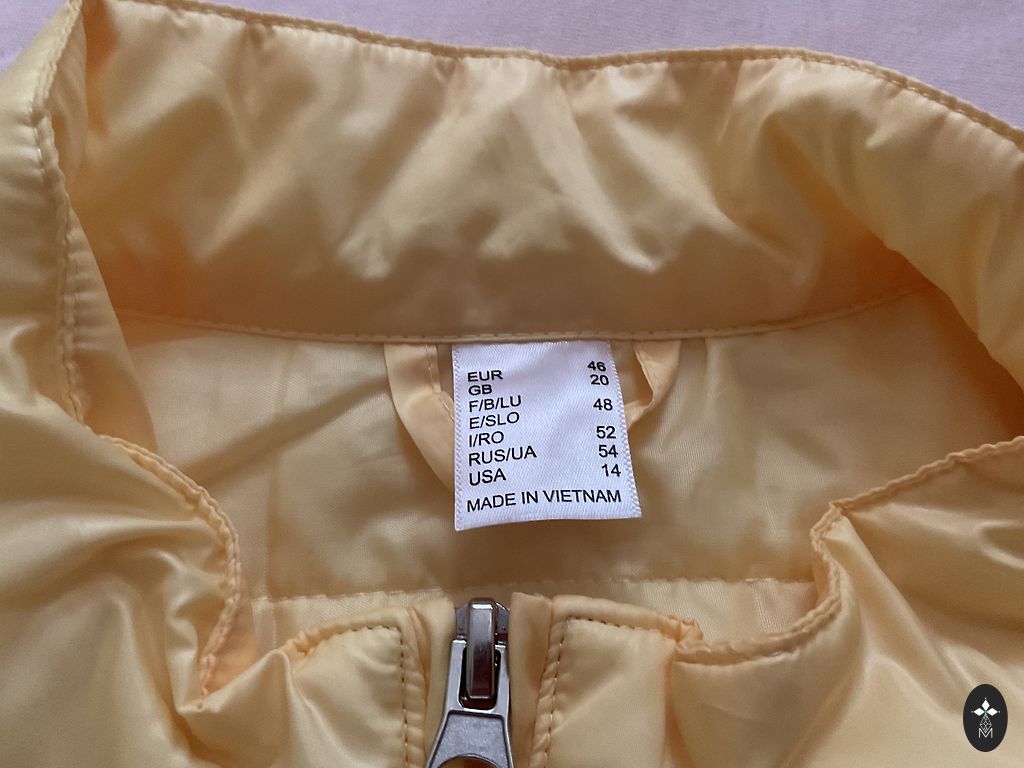 EUR 46
GB 20
F/B/LU 48
E/SLO
I/RO 52
RUS/UA 54
USA 14
MADE IN VIETNAM
M